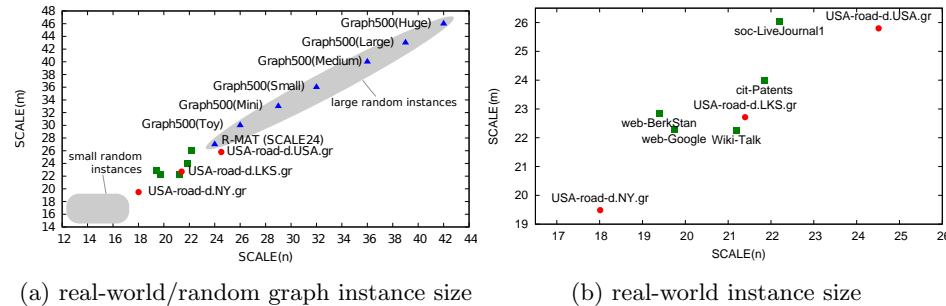 48
46
44
42
40
38
36
34
32
30
28
26
24
22
20
18
16
14
SCALE(m)
Graph500(Huge)
Graph500(Large)
Graph500(Medium)
Graph500(Small)
large random instances
Graph500(Mini)
Graph500(Toy)
R-MAT (SCALE24)
USA-road-d.USA.gr
small random
instances
USA-road-d.LKS.gr
USA-road-d.NY.gr
12 14 16 18 20 22 24 26 28 30 32 34 36 38 40 42 44
SCALE(n)
(a) real-world/random graph instance size
26
25
24
23
22
21
20
19
SCALE(m)
USA-road-d.USA.gr
soc-LiveJournal1
cit-Patents
USA-road-d.LKS.gr
web-BerkStan
web-Google
Wiki-Talk
USA-road-d.NY.gr
17 18 19 20 21 22 23 24 25 26
SCALE(n)
(b) real-world instance size